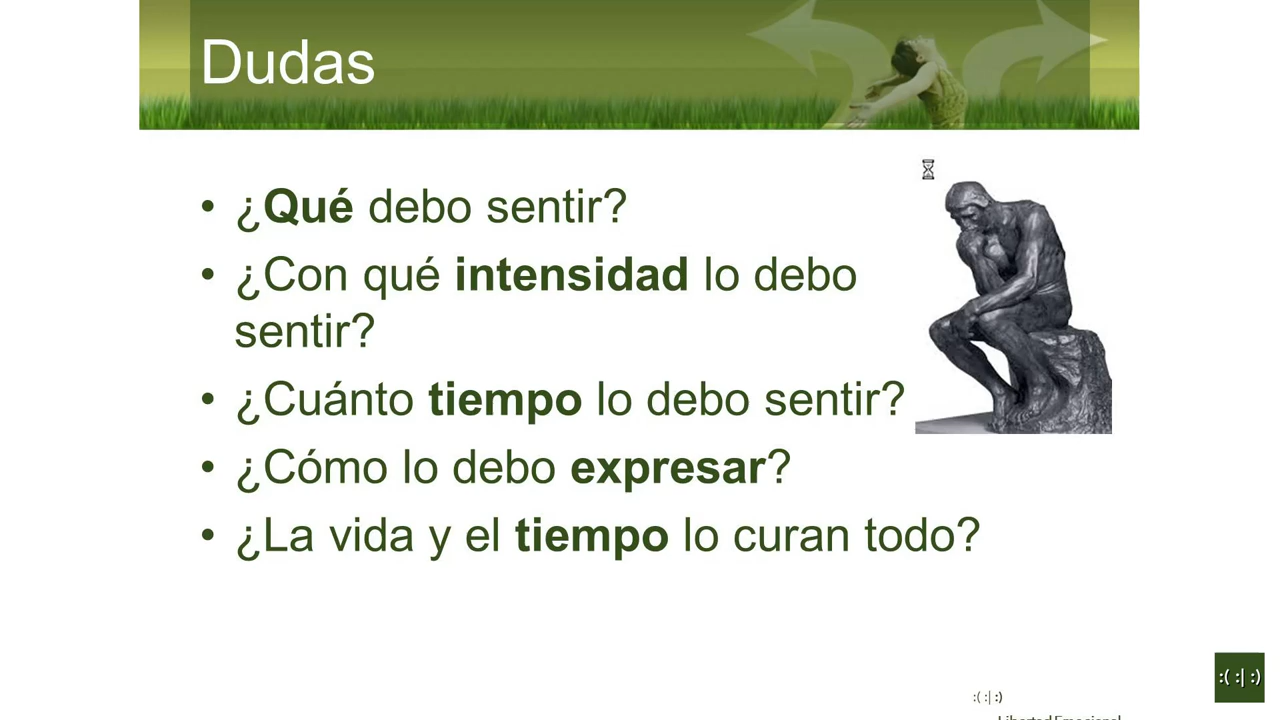 Dudas
• ¿Qué debo sentir?
• ¿Con qué intensidad lo debo
sentir?
• ¿Cuánto tiempo lo debo sentir?
• ¿Cómo lo debo expresar?
• ¿La vida y el tiempo lo curan todo?
:( :| :)
:( :| :)
Libertad Emocional